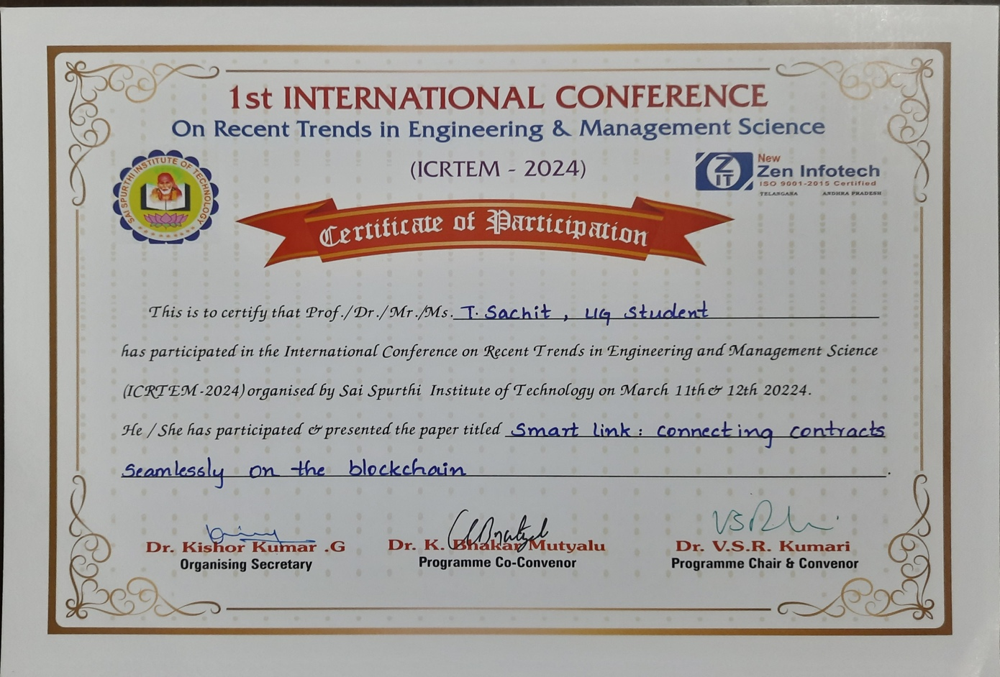 1st INTERNATIONAL CONFERENCE
On Recent Trends in Engineering & Management Science
(ICRTEM - 2024)
SAI SPURTHI INSTITUTE OF TECHNOLOGY
ZIT
New
Zen Infotech
ISO 9001-2015 Certified
TELANGANA ANDHRA PRADESH
Certificate of Participation
This is to certify that Prof./Dr./Mr./Ms. T. Sachit , UG Student
has participated in the International Conference on Recent Trends in Engineering and Management Science
(ICRTEM-2024) organised by Sai Spurthi Institute of Technology on March 11th & 12th 20224.
He / She has participated & presented the paper titled Smart link : connecting contracts
seamlessly on the blockchain .
Dr. Kishor Kumar .G
Organising Secretary
Dr. K. Bhakar Mutyalu
Programme Co-Convenor
Dr. V.S.R. Kumari
Programme Chair & Convenor